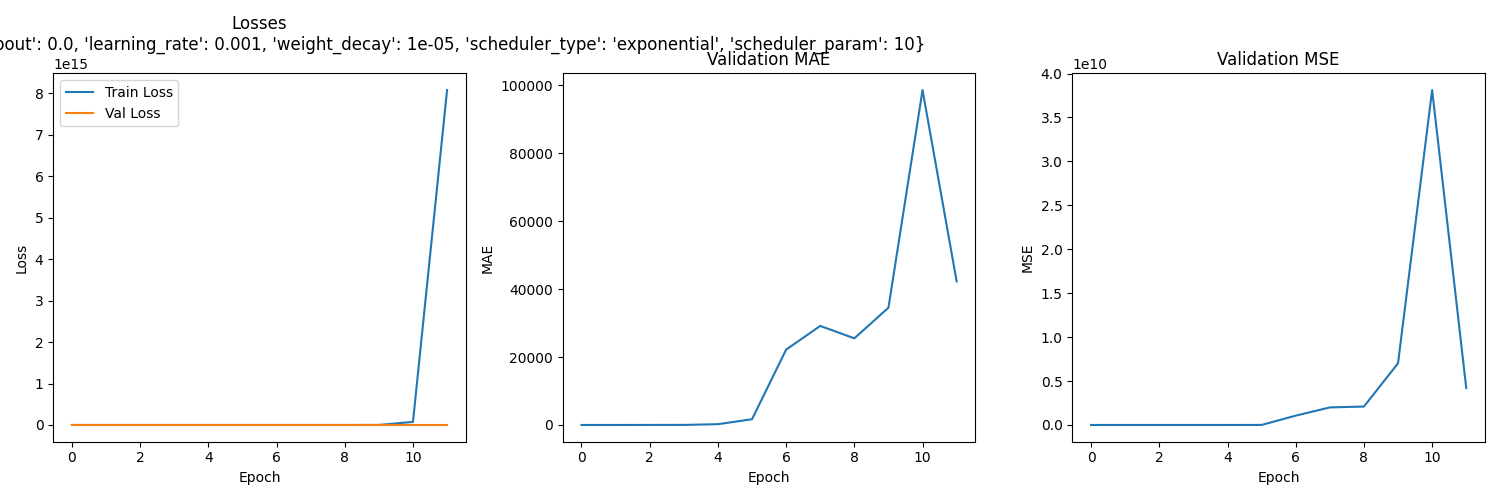 Losses
out': 0.0, 'learning_rate': 0.001, 'weight_decay': 1e-05, 'scheduler_type': 'exponential', 'scheduler_param': 10}
1e15
Train Loss
Val Loss
8
7
6
5
4
3
2
1
0
Loss
0 2 4 6 8 10
Epoch
Validation MAE
100000
80000
60000
40000
20000
0
MAE
0 2 4 6 8 10
Epoch
Validation MSE
1e10
4.0
3.5
3.0
2.5
2.0
1.5
1.0
0.5
0.0
MSE
0 2 4 6 8 10
Epoch